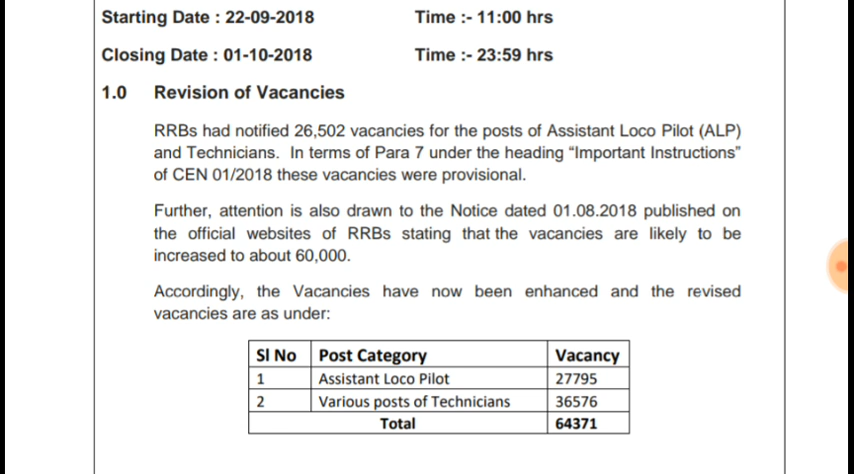 Starting Date : 22-09-2018 Time :- 11:00 hrs
Closing Date : 01-10-2018 Time :- 23:59 hrs
1.0 Revision of Vacancies
RRBs had notified 26,502 vacancies for the posts of Assistant Loco Pilot (ALP)
and Technicians. In terms of Para 7 under the heading “Important Instructions”
of CEN 01/2018 these vacancies were provisional.
Further, attention is also drawn to the Notice dated 01.08.2018 published on
the official websites of RRBs stating that the vacancies are likely to be
increased to about 60,000.
Accordingly, the Vacancies have now been enhanced and the revised
vacancies are as under:
Sl No Post Category Vacancy
1 Assistant Loco Pilot 27795
2 Various posts of Technicians 36576
Total 64371